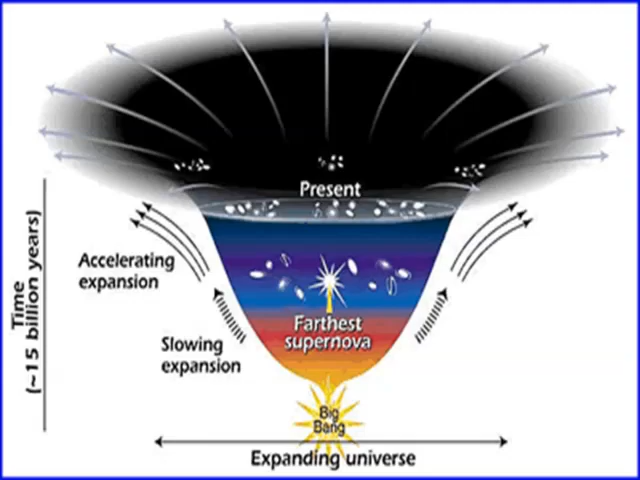 Present
Accelerating
expansion
Time
(~15 billion years)
Farthest
supernova
Slowing
expansion
Big
Bang
Expanding universe